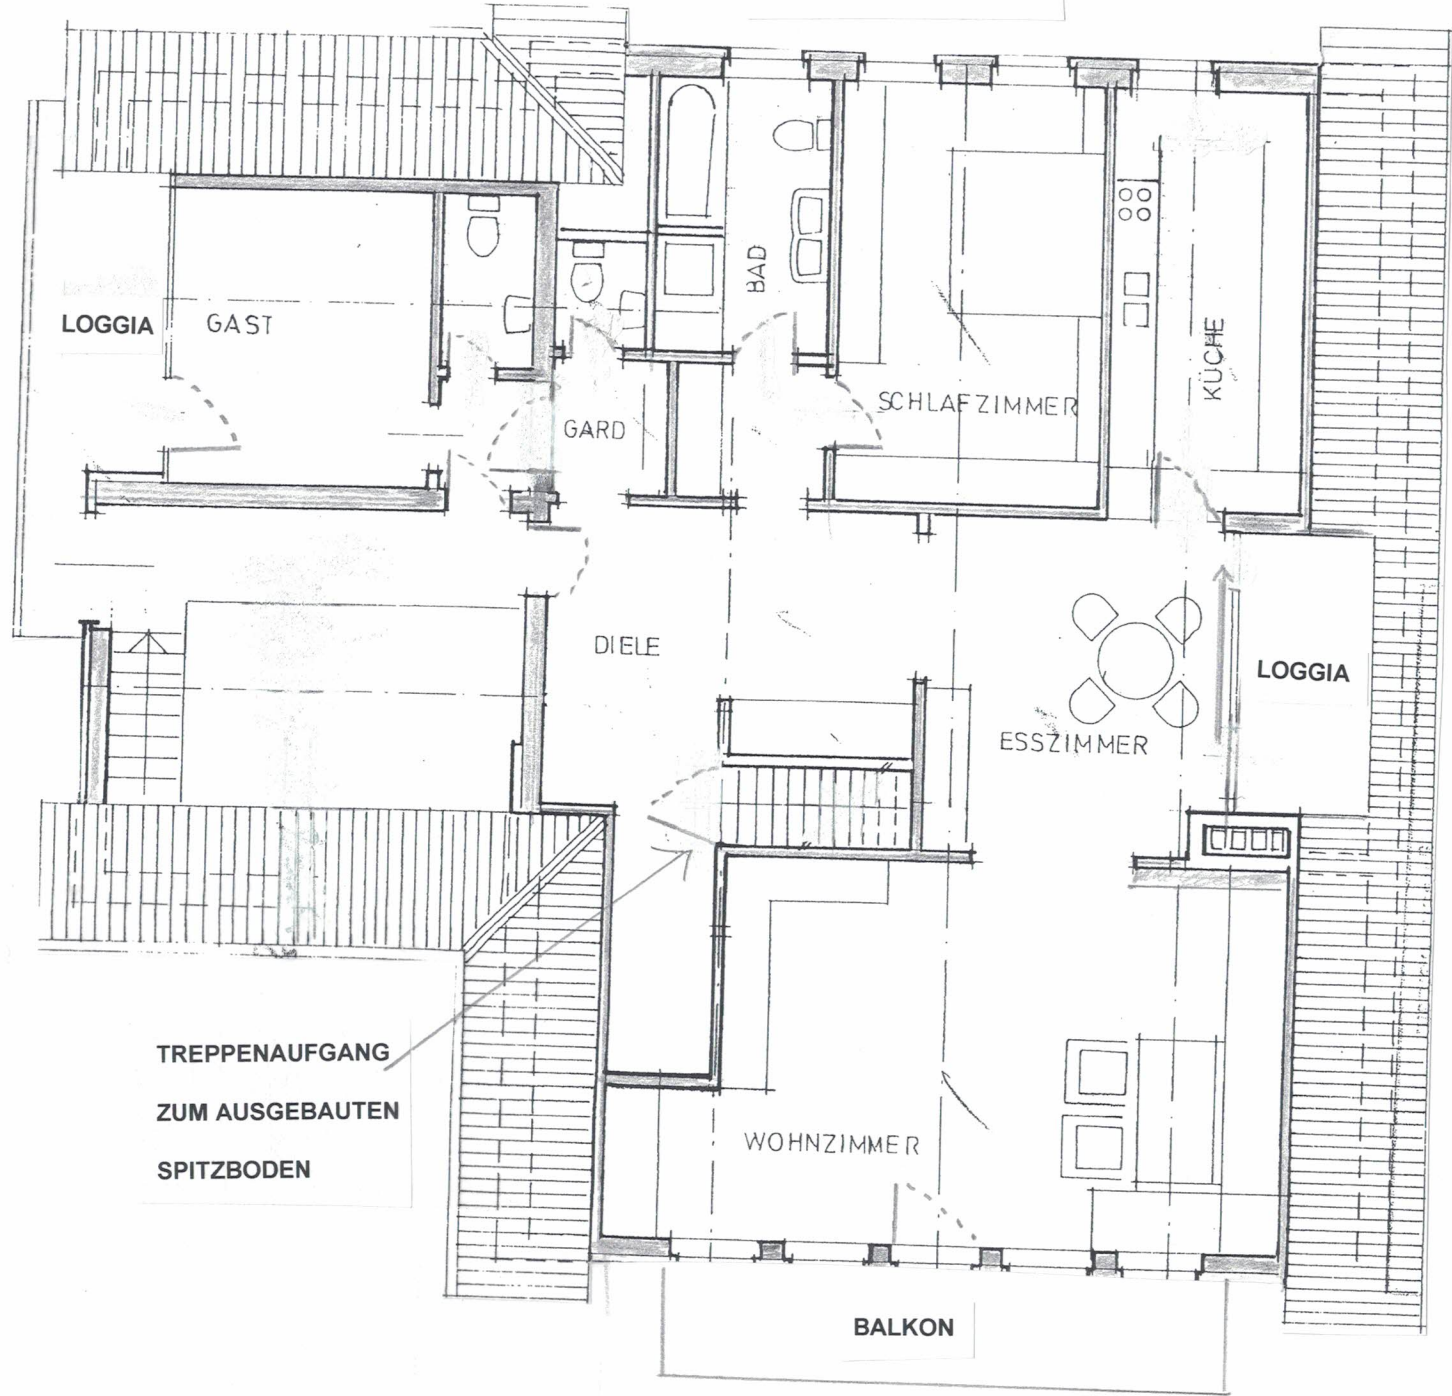 BAD
LOGGIA
GAST
KÜCHE
SCHLAFZIMMER
GARD
DIELE
LOGGIA
ESSZIMMER
TREPPENAUFGANG
ZUM AUSGEBAUTEN
SPITZBODEN
WOHNZIMMER
BALKON